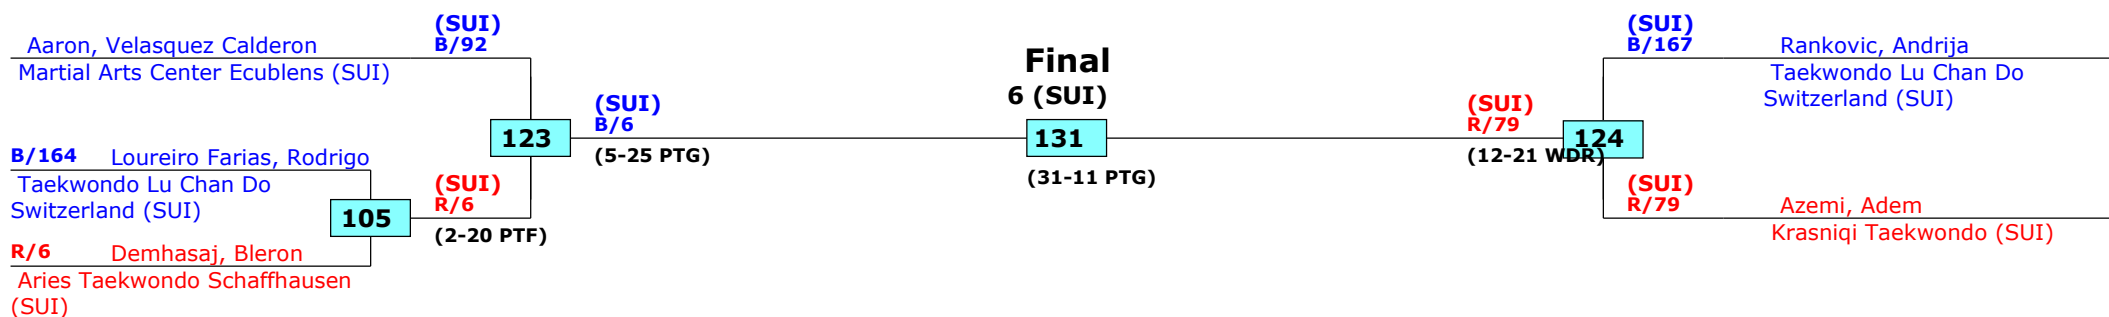 (SUI)
B/92
Aaron, Velasquez Calderon
Martial Arts Center Ecublens (SUI)
B/164 Loureiro Farias, Rodrigo
Taekwondo Lu Chan Do
Switzerland (SUI)
R/6 Demhasaj, Bleron
Aries Taekwondo Schaffhausen
(SUI)
105
(SUI)
R/6
(2-20 PTF)
123
(SUI)
B/6
(5-25 PTG)
Final
6 (SUI)
131
(31-11 PTG)
(SUI)
R/79
(12-21 WDR)
124
(SUI)
B/167
Rankovic, Andrija
Taekwondo Lu Chan Do
Switzerland (SUI)
(SUI)
R/79
Azemi, Adem
Krasniqi Taekwondo (SUI)